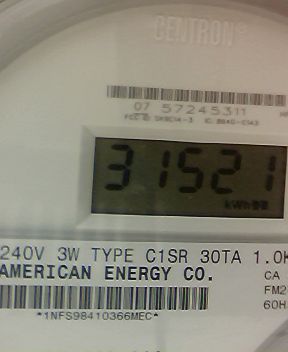 CENTRON®
07 57245311
31521
kWh
240V 3W TYPE C1SR 30TA 1.0K
AMERICAN ENERGY CO.
CA
FM2
60H
*1NFS98410366MEC*